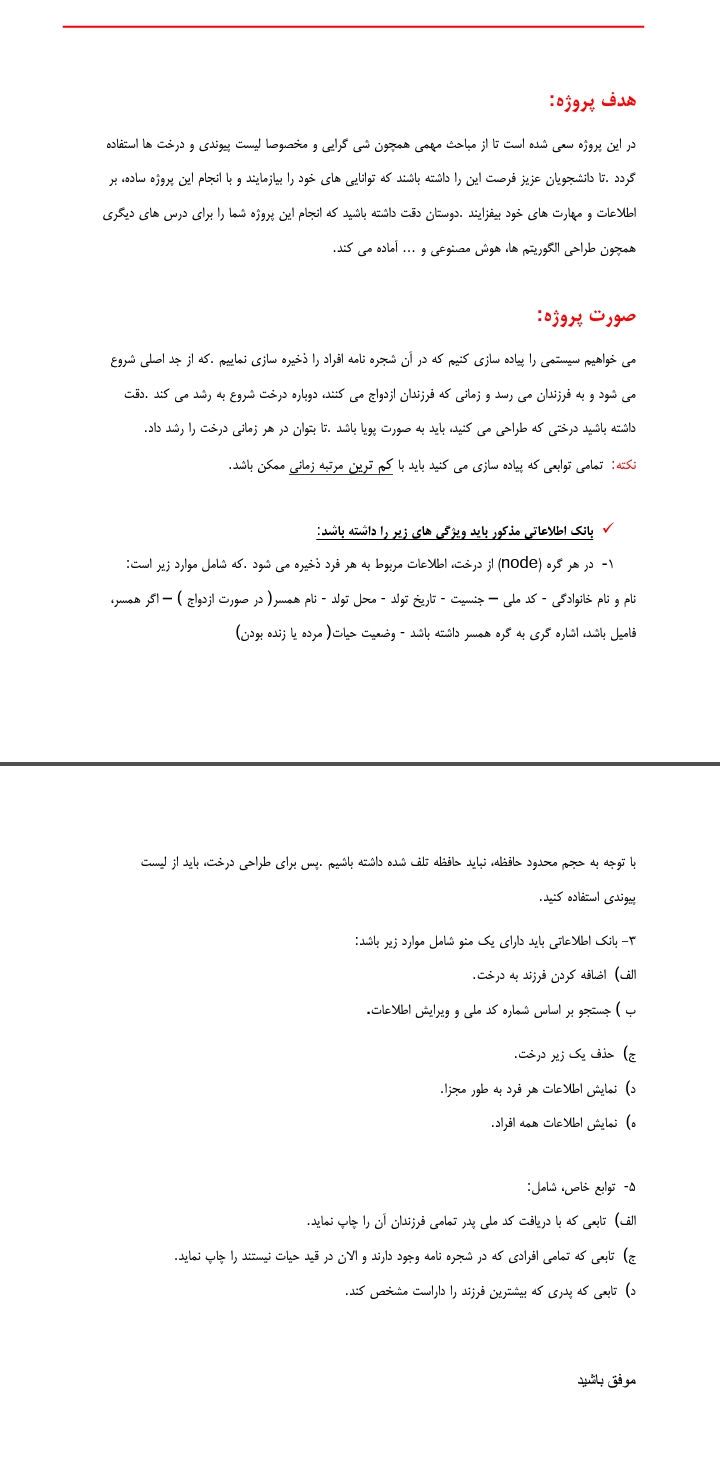 هدف پروژه:
در این پروژه سعی شده است تا از مباحث مهمی همچون شی گرایی و مخصوصا لیست پیوندی و درخت ها استفاده
گردد .تا دانشجویان عزیز فرصت این را داشته باشند که توانایی های خود را بیازمایند و با انجام این پروژه ساده، بر
اطلاعات و مهارت های خود بیفزایند .دوستان دقت داشته باشید که انجام این پروژه شما را برای درس های دیگری
همچون طراحی الگوریتم ها، هوش مصنوعی و ... آماده می کند.
صورت پروژه:
می خواهیم سیستمی را پیاده سازی کنیم که در آن شجره نامه افراد را ذخیره سازی نماییم .که از جد اصلی شروع
می شود و به فرزندان می رسد و زمانی که فرزندان ازدواج می کنند، دوباره درخت شروع به رشد می کند .دقت
داشته باشید درختی که طراحی می کنید، باید به صورت پویا باشد .تا بتوان در هر زمانی درخت را رشد داد.
نکته: تمامی توابعی که پیاده سازی می کنید باید با کم ترین مرتبه زمانی ممکن باشد.
✓ بانک اطلاعاتی مذکور باید ویژگی های زیر را داشته باشد:
۱- در هر گره (node) از درخت، اطلاعات مربوط به هر فرد ذخیره می شود .که شامل موارد زیر است:
نام و نام خانوادگی - کد ملی – جنسیت - تاریخ تولد - محل تولد - نام همسر( در صورت ازدواج ) – اگر همسر،
فامیل باشد، اشاره گری به گره همسر داشته باشد - وضعیت حیات( مرده یا زنده بودن)
با توجه به حجم محدود حافظه، نباید حافظه تلف شده داشته باشیم .پس برای طراحی درخت، باید از لیست
پیوندی استفاده کنید.
۳- بانک اطلاعاتی باید دارای یک منو شامل موارد زیر باشد:
الف) اضافه کردن فرزند به درخت.
ب ) جستجو بر اساس شماره کد ملی و ویرایش اطلاعات.
ج) حذف یک زیر درخت.
د) نمایش اطلاعات هر فرد به طور مجزا.
ه) نمایش اطلاعات همه افراد.
۵- توابع خاص، شامل:
الف) تابعی که با دریافت کد ملی پدر تمامی فرزندان آن را چاپ نماید.
ج) تابعی که تمامی افرادی که در شجره نامه وجود دارند و الان در قید حیات نیستند را چاپ نماید.
د) تابعی که پدری که بیشترین فرزند را داراست مشخص کند.
موفق باشید